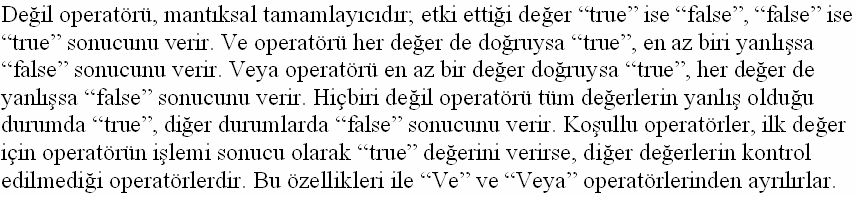 Değil operatörü, mantıksal tamamlayıcıdır; etki ettiği değer “true” ise “false”, “false” ise
“true” sonucunu verir. Ve operatörü her değer de doğruysa “true”, en az biri yanlışsa
“false” sonucunu verir. Veya operatörü en az bir değer doğruysa “true”, her değer de
yanlışsa “false” sonucunu verir. Hiçbiri değil operatörü tüm değerlerin yanlış olduğu
durumda “true”, diğer durumlarda “false” sonucunu verir. Koşullu operatörler, ilk değer
için operatörün işlemi sonucu olarak “true” değerini verirse, diğer değerlerin kontrol
edilmediği operatörlerdir. Bu özellikleri ile “Ve” ve “Veya” operatörlerinden ayrılırlar.